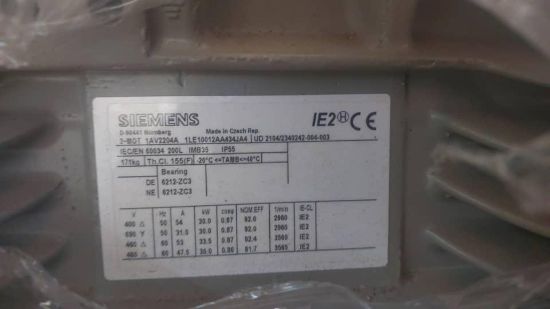 SIEMENS IE2 H CE
D-90441 Nürnberg Made in Czech Rep.
3~MOT 1AV2204A 1LE10012AA434JA4 UD 2104/2340242-004-003
IEC/EN 60034 200L IMB35 IP55
171kg Th.Cl. 155(F) -20°C <=TAMB<=40°C
Bearing
DE 6212-ZC3
NE 6212-ZC3
V Hz A kW cosφ NOM.EFF 1/min IE-CL
400 Δ 50 54 30.0 0.87 92.0 2960 IE2
690 Y 50 31.0 30.0 0.87 92.0 2960 IE2
460 Δ 60 53 33.5 0.87 92.4 3560 IE2
460 Δ 60 47.5 30.0 91.7 3565 IE2